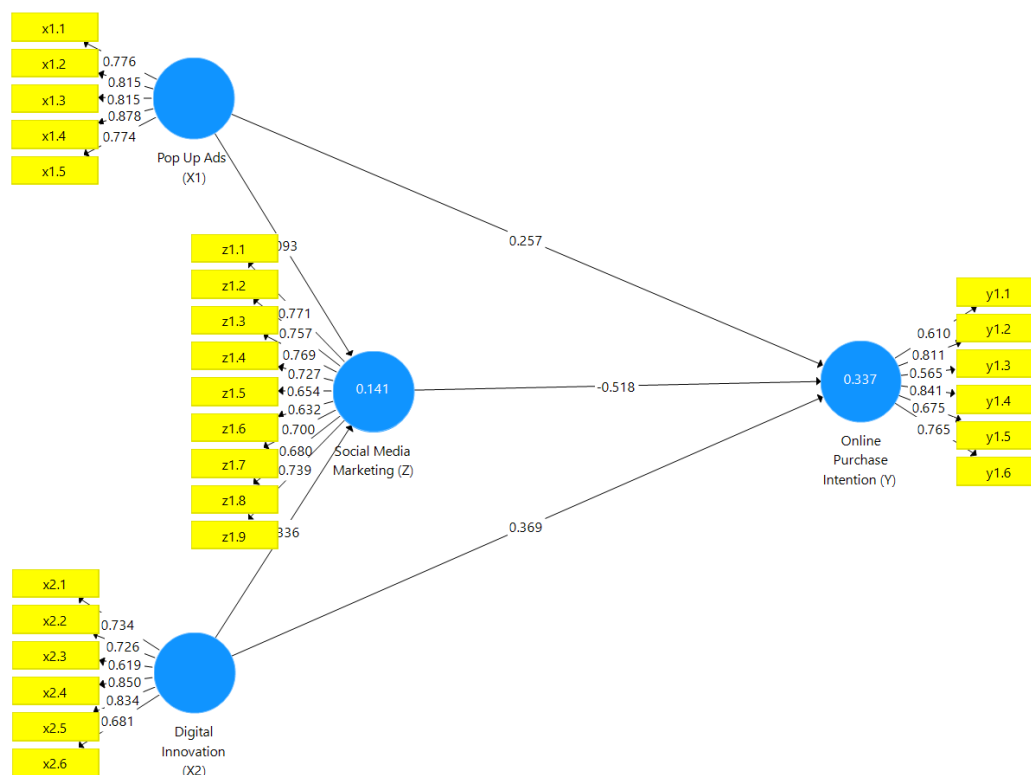 x1.1
x1.2
x1.3
x1.4
x1.5
0.776
0.815
0.815
0.878
0.774
Pop Up Ads
(X1)
0.257
z1.1
z1.2
z1.3
z1.4
z1.5
z1.6
z1.7
z1.8
z1.9
0.771
0.757
0.769
0.727
0.654
0.632
0.700
0.680
0.739
0.141
Social Media
Marketing (Z)
-0.518
0.337
Online
Purchase
Intention (Y)
0.610
0.811
0.565
0.841
0.675
0.765
y1.1
y1.2
y1.3
y1.4
y1.5
y1.6
0.369
x2.1
x2.2
x2.3
x2.4
x2.5
x2.6
0.734
0.726
0.619
0.850
0.834
0.681
Digital
Innovation
(X2)